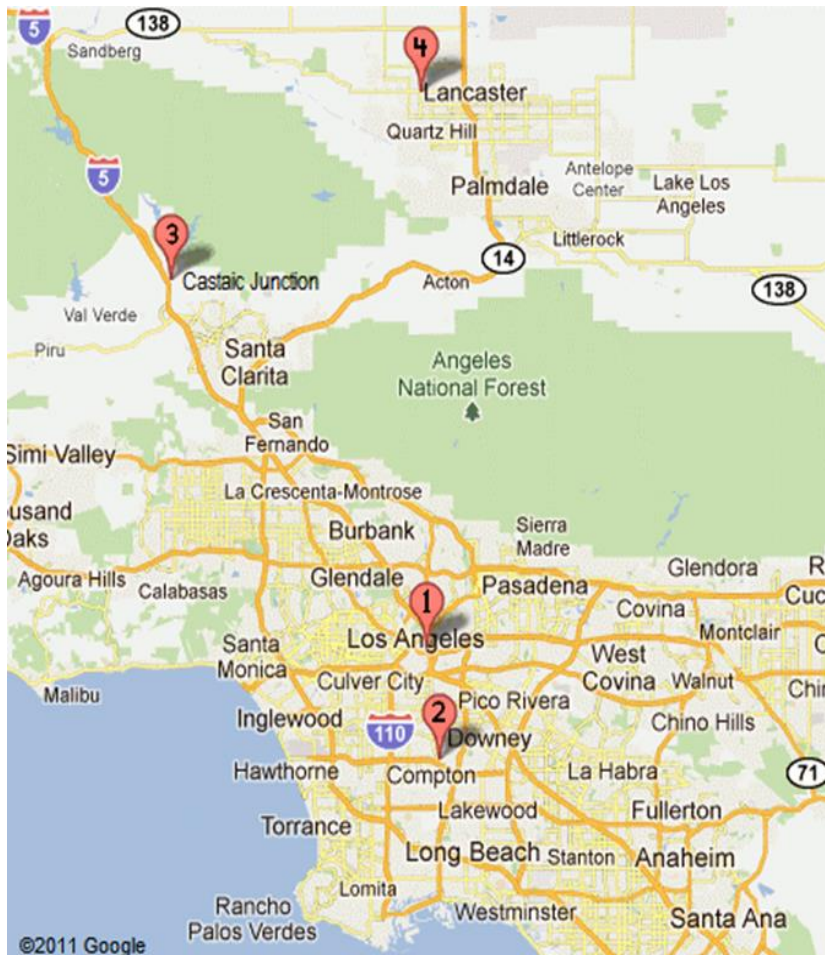 5
138
Sandberg
4
Lancaster
Quartz Hill
5
Palmdale
Antelope
Center
Lake Los
Angeles
3
Littlerock
14
Castaic Junction
Acton
138
Val Verde
Piru
Santa
Clarita
Angeles
National Forest
San
Fernando
Simi Valley
La Crescenta-Montrose
usand
Oaks
Burbank
Sierra
Madre
Agoura Hills
Calabasas
Glendale
Pasadena
Glendora
R
Cuc
1
Covina
Los Angeles
Montclair
C
Santa
Monica
Culver City
West
Covina
Walnut
Chin
Malibu
Pico Rivera
2
Inglewood
110
Downey
Chino Hills
Hawthorne
Compton
La Habra
71
Lakewood
Fullerton
Torrance
Long Beach
Stanton
Anaheim
Lomita
Rancho
Palos Verdes
Westminster
Santa Ana
©2011 Google